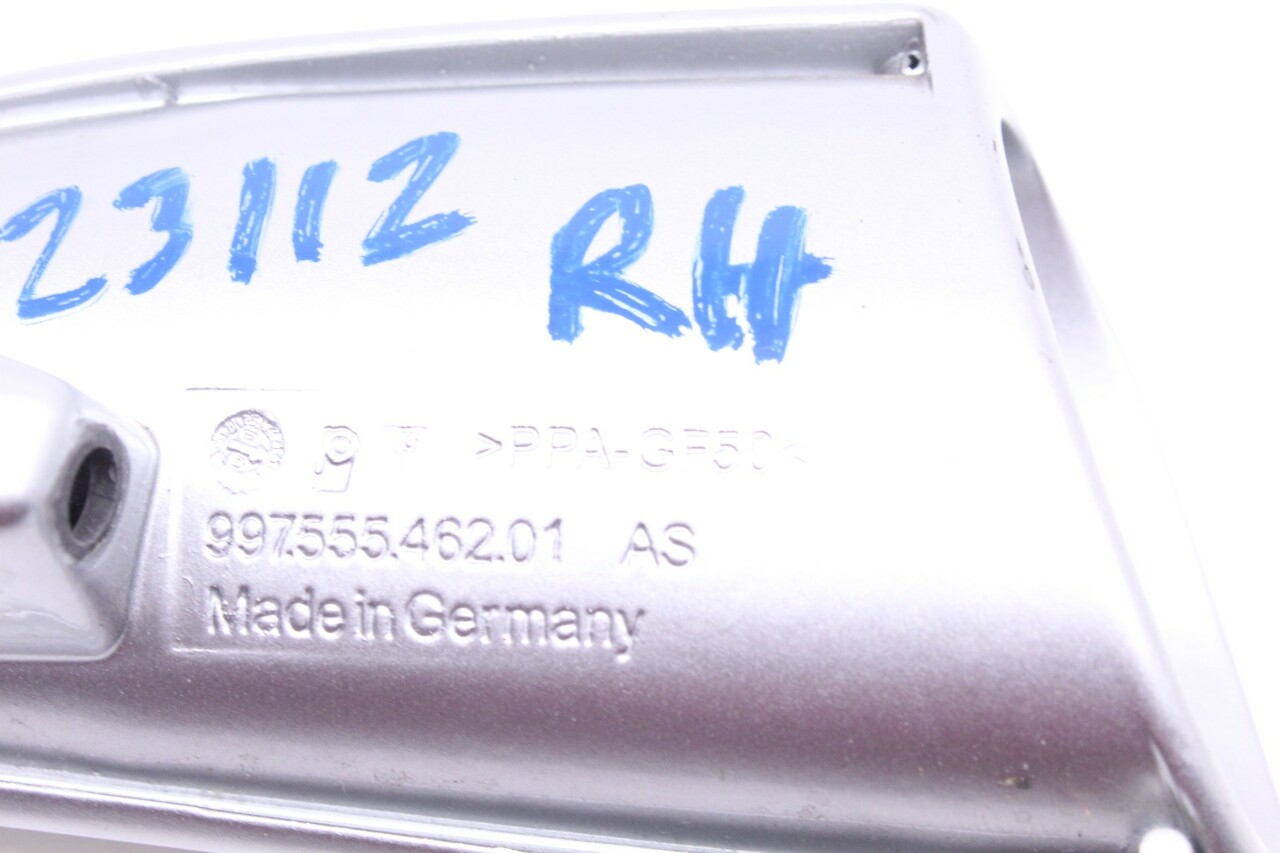 23112 RH
>PPA-GF50<
997.555.462.01 AS
Made in Germany